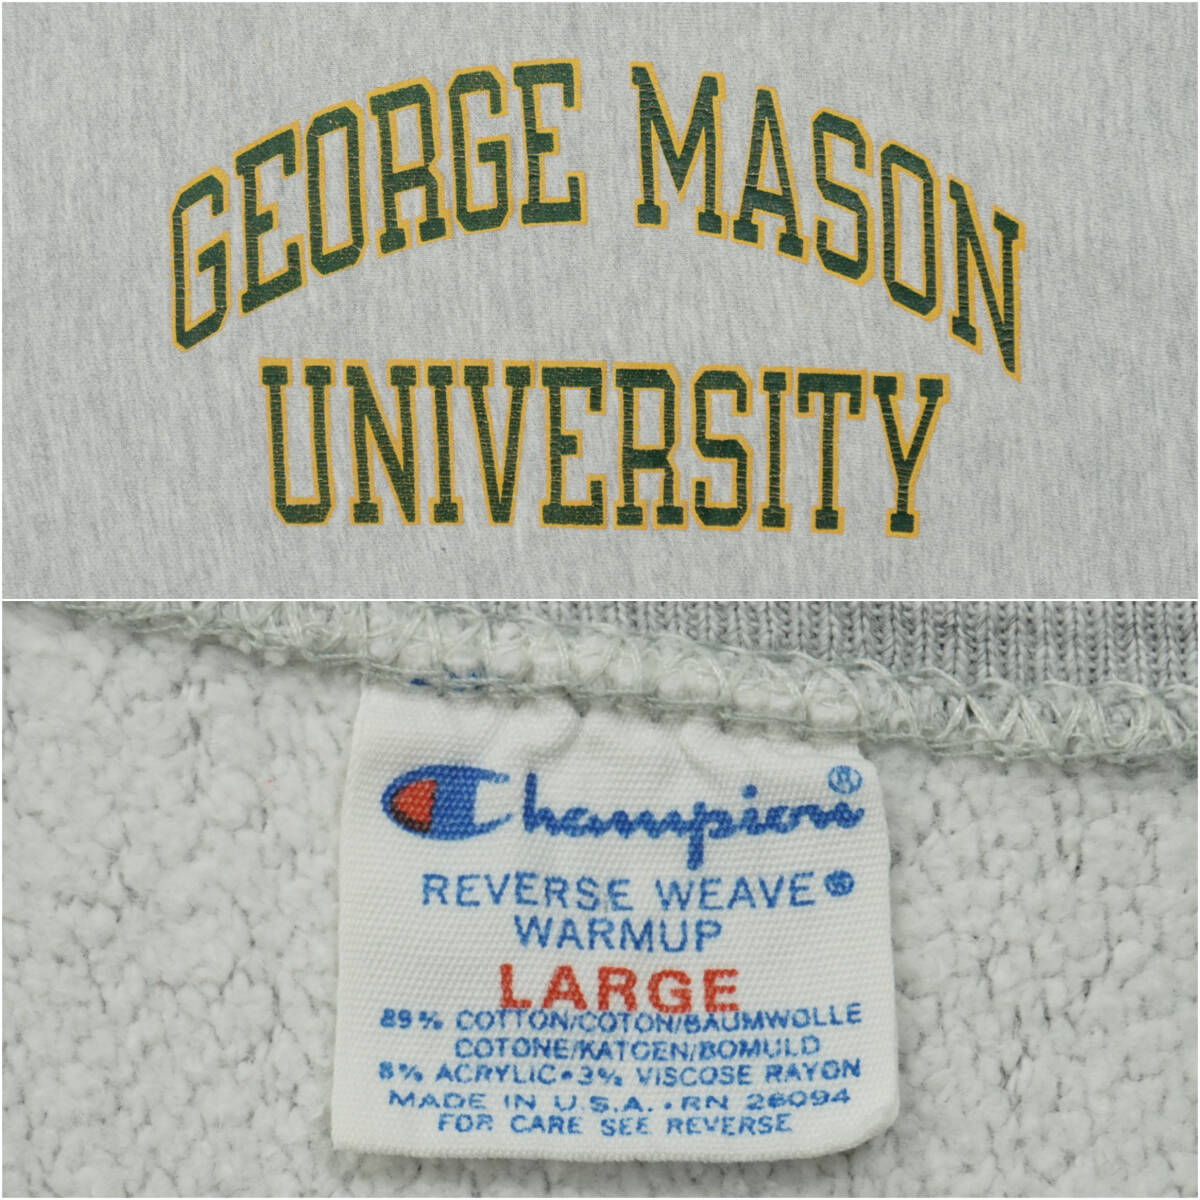 GEORGE MASON
UNIVERSITY
Champion®
REVERSE WEAVE®
WARMUP
LARGE
89% COTTON/COTON/BAUMWOLLE
COTONE/KATOEN/BOMULD
8% ACRYLIC•3% VISCOSE RAYON
MADE IN U.S.A. • RN 26094
FOR CARE SEE REVERSE